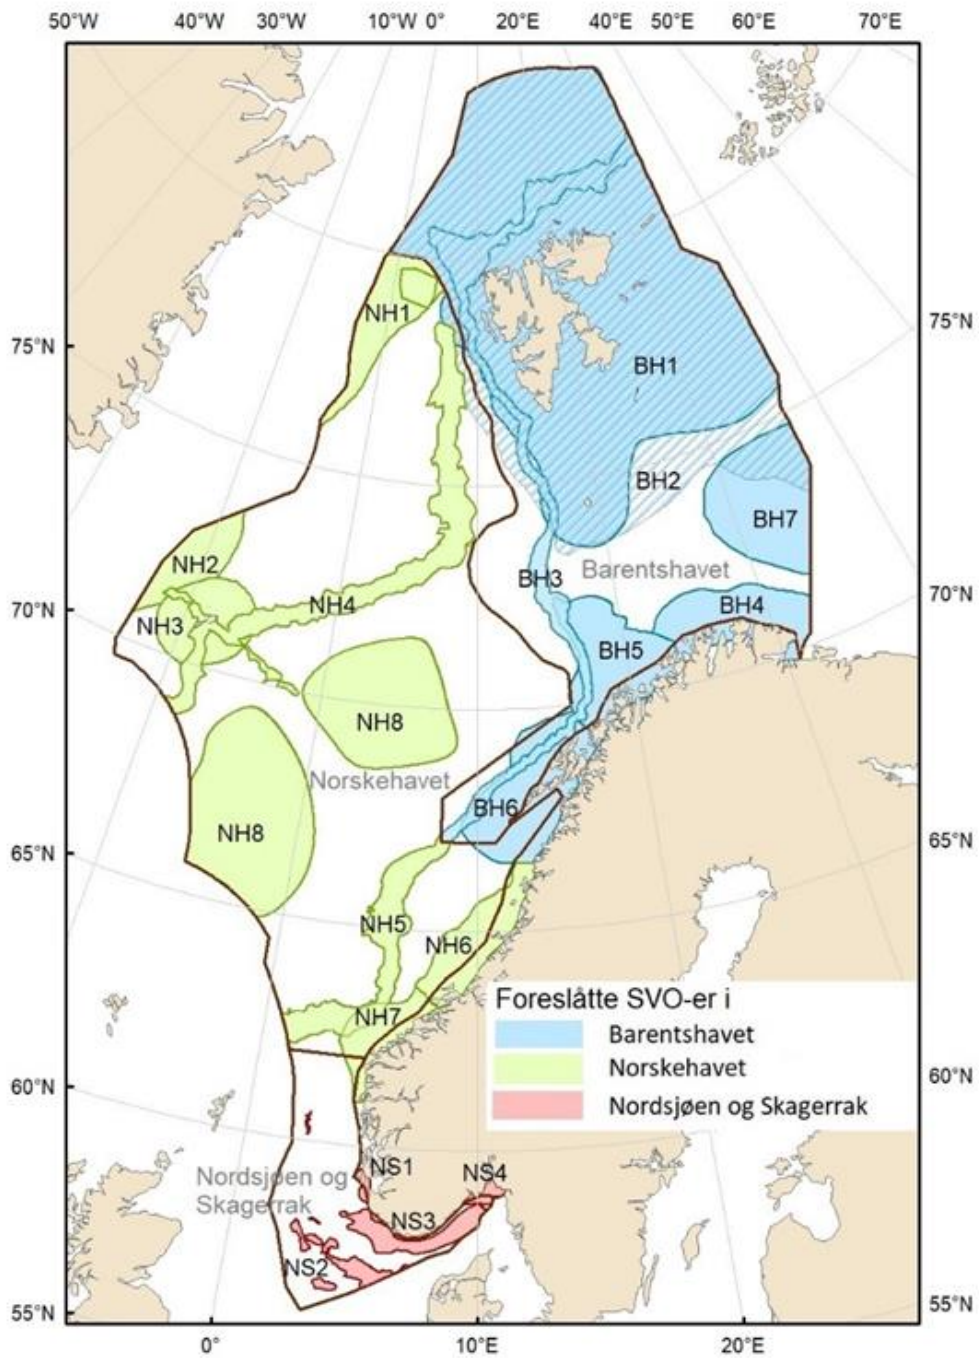 50°W 40°W 30°W 10°W 0° 20°E 40°E 50°E 60°E 70°E
NH1
75°N
75°N
BH1
BH2
BH7
NH2
BH3
Barentshavet
70°N
70°N
NH3
NH4
BH4
BH5
NH8
Norskehavet
BH6
NH8
65°N
65°N
NH5
NH6
Foreslåtte SVO-er i
NH7
Barentshavet
Norskehavet
60°N
60°N
Nordsjøen og Skagerrak
NS1
NS4
Nordsjøen og
Skagerrak
NS3
NS2
55°N
55°N
0° 10°E 20°E